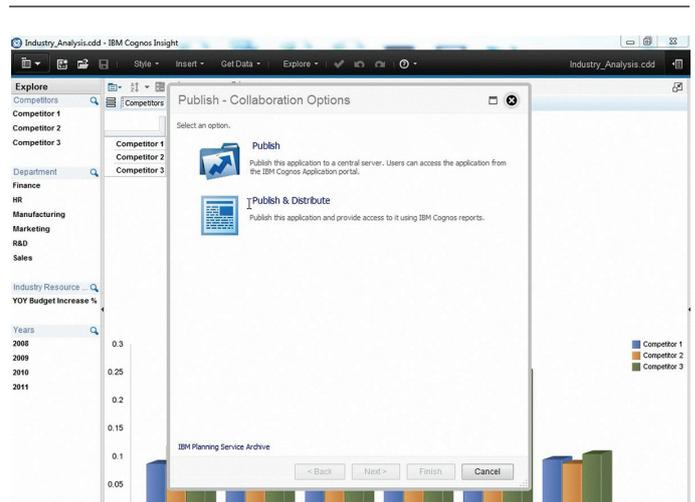 Industry_Analysis.cdd - IBM Cognos Insight
Style Insert Get Data Explore Industry_Analysis.cdd
Explore
Competitors
Competitor 1
Competitor 2
Competitor 3
Department
Finance
HR
Manufacturing
Marketing
R&D
Sales
Industry Resource ...
YOY Budget Increase %
Years
2008
2009
2010
2011
Competitors
Competitor 1
Competitor 2
Competitor 3
Publish - Collaboration Options
Select an option.
Publish
Publish this application to a central server. Users can access the application from
the IBM Cognos Application portal.
Publish & Distribute
Publish this application and provide access to it using IBM Cognos reports.
IBM Planning Service Archive
< Back Next > Finish Cancel
0.3
0.25
0.2
0.15
0.1
0.05
Competitor 1
Competitor 2
Competitor 3